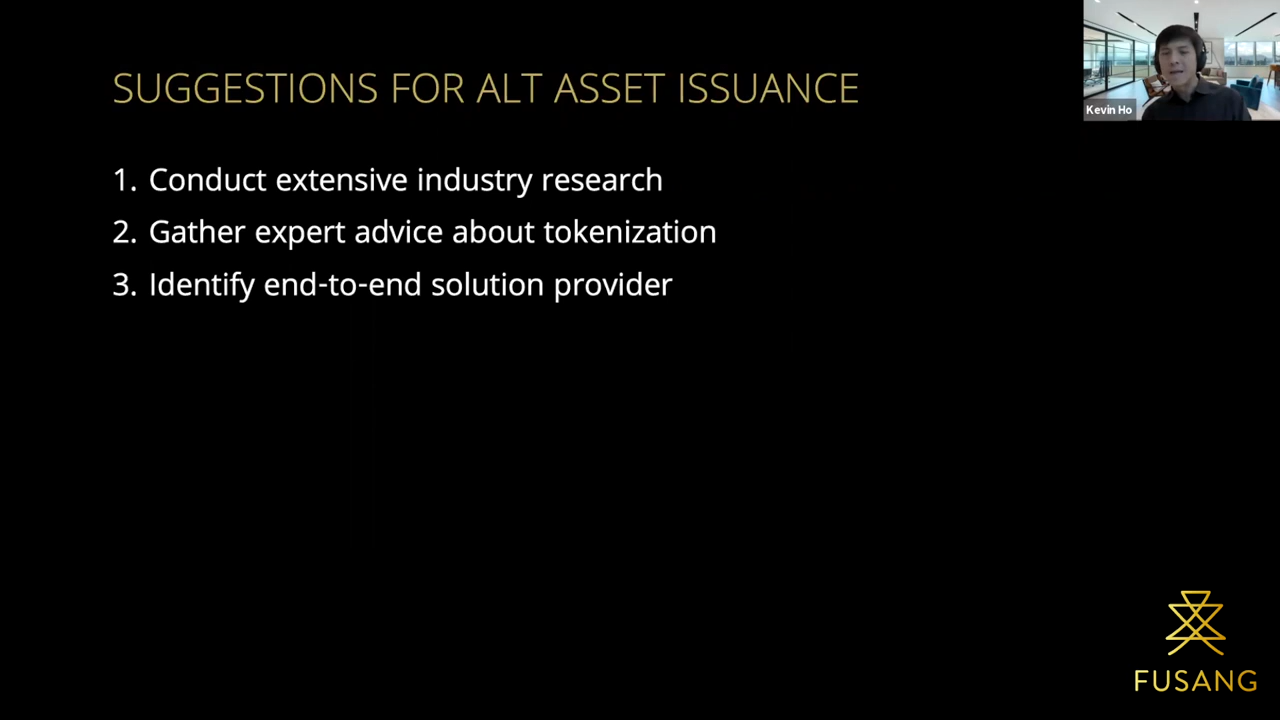 SUGGESTIONS FOR ALT ASSET ISSUANCE
Kevin Ho
1. Conduct extensive industry research
2. Gather expert advice about tokenization
3. Identify end-to-end solution provider
FUSANG